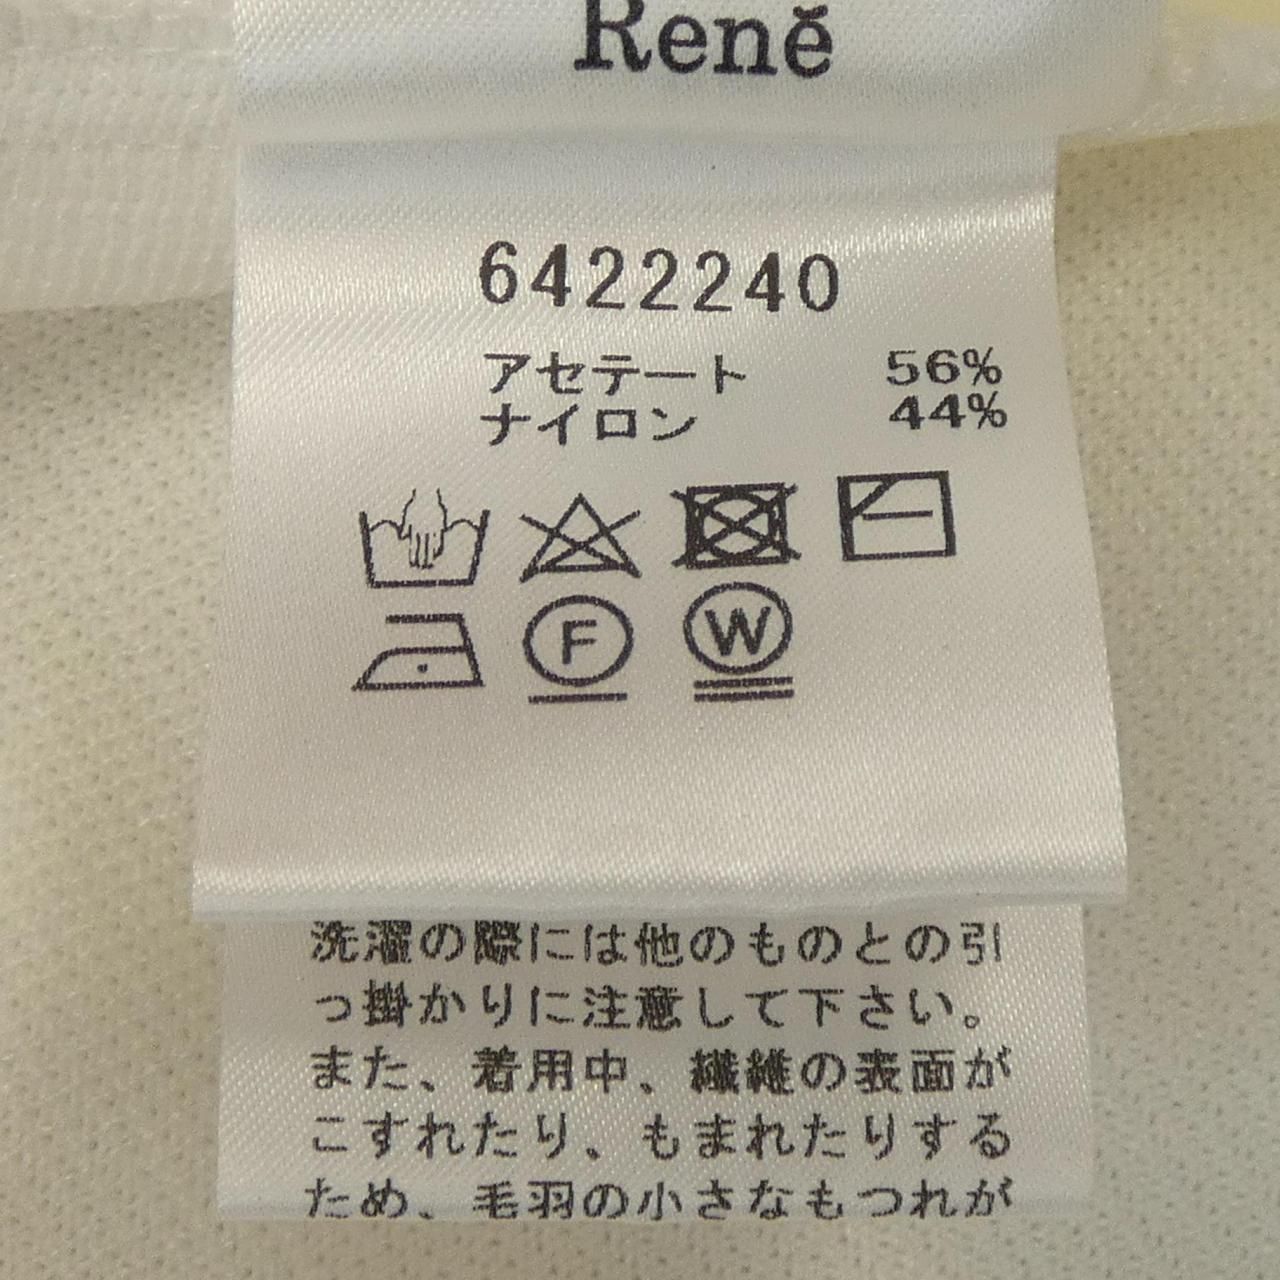 René
6422240
アセテート 56%
ナイロン 44%
F W
洗濯の際には他のものとの引
っ掛かりに注意して下さい。
また、着用中、繊維の表面が
こすれたり、もまれたりする
ため、毛羽の小さなもつれが